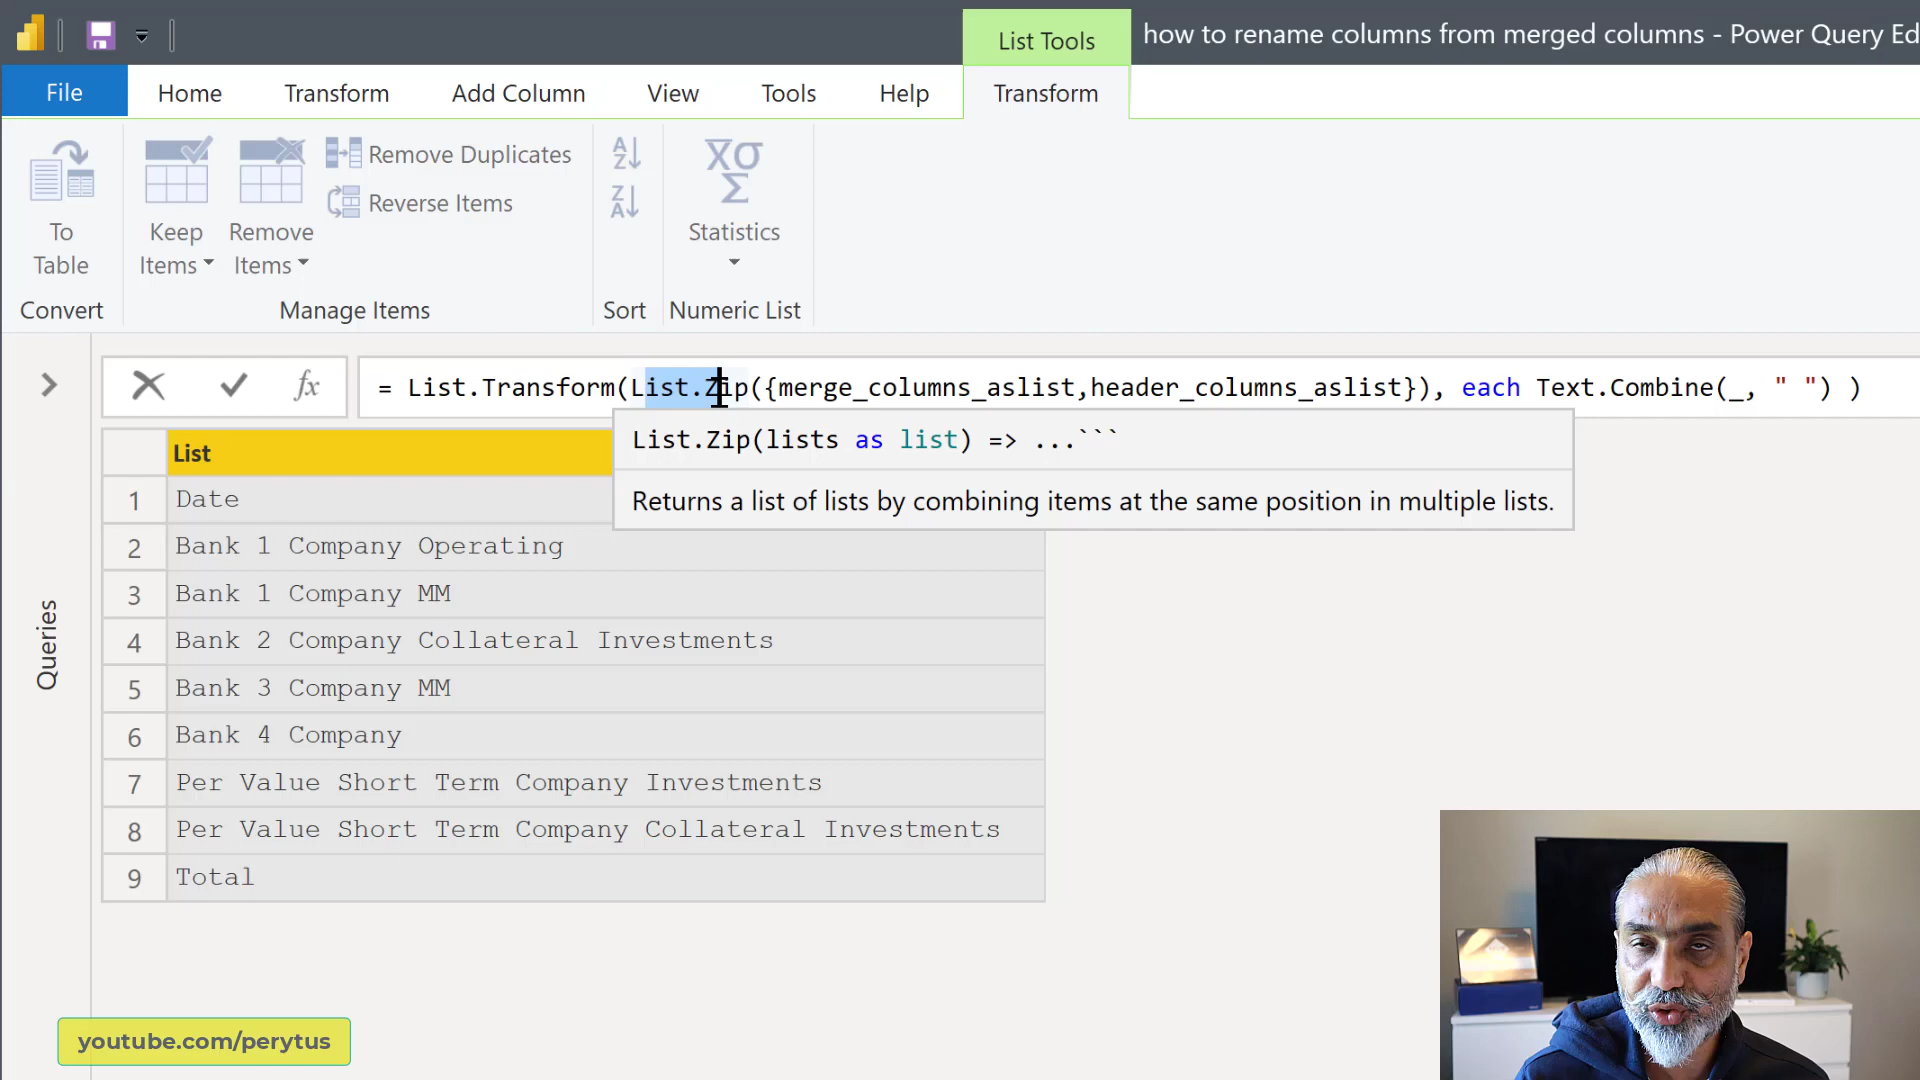 List Tools
how to rename columns from merged columns - Power Query Ed
File Home Transform Add Column View Tools Help Transform
To Table
Keep Items
Remove Items
Remove Duplicates
Reverse Items
Statistics
Convert Manage Items Sort Numeric List
fx = List.Transform(List.Zip({merge_columns_aslist,header_columns_aslist}), each Text.Combine(_, " ") )
List.Zip(lists as list) => ...```
Returns a list of lists by combining items at the same position in multiple lists.
Queries
List
1 Date
2 Bank 1 Company Operating
3 Bank 1 Company MM
4 Bank 2 Company Collateral Investments
5 Bank 3 Company MM
6 Bank 4 Company
7 Per Value Short Term Company Investments
8 Per Value Short Term Company Collateral Investments
9 Total
youtube.com/perytus